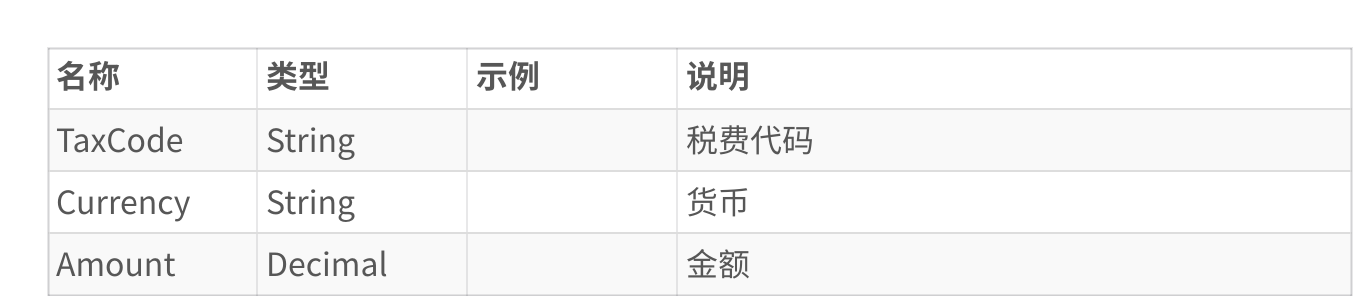 名称 类型 示例 说明
TaxCode String 税费代码
Currency String 货币
Amount Decimal 金额